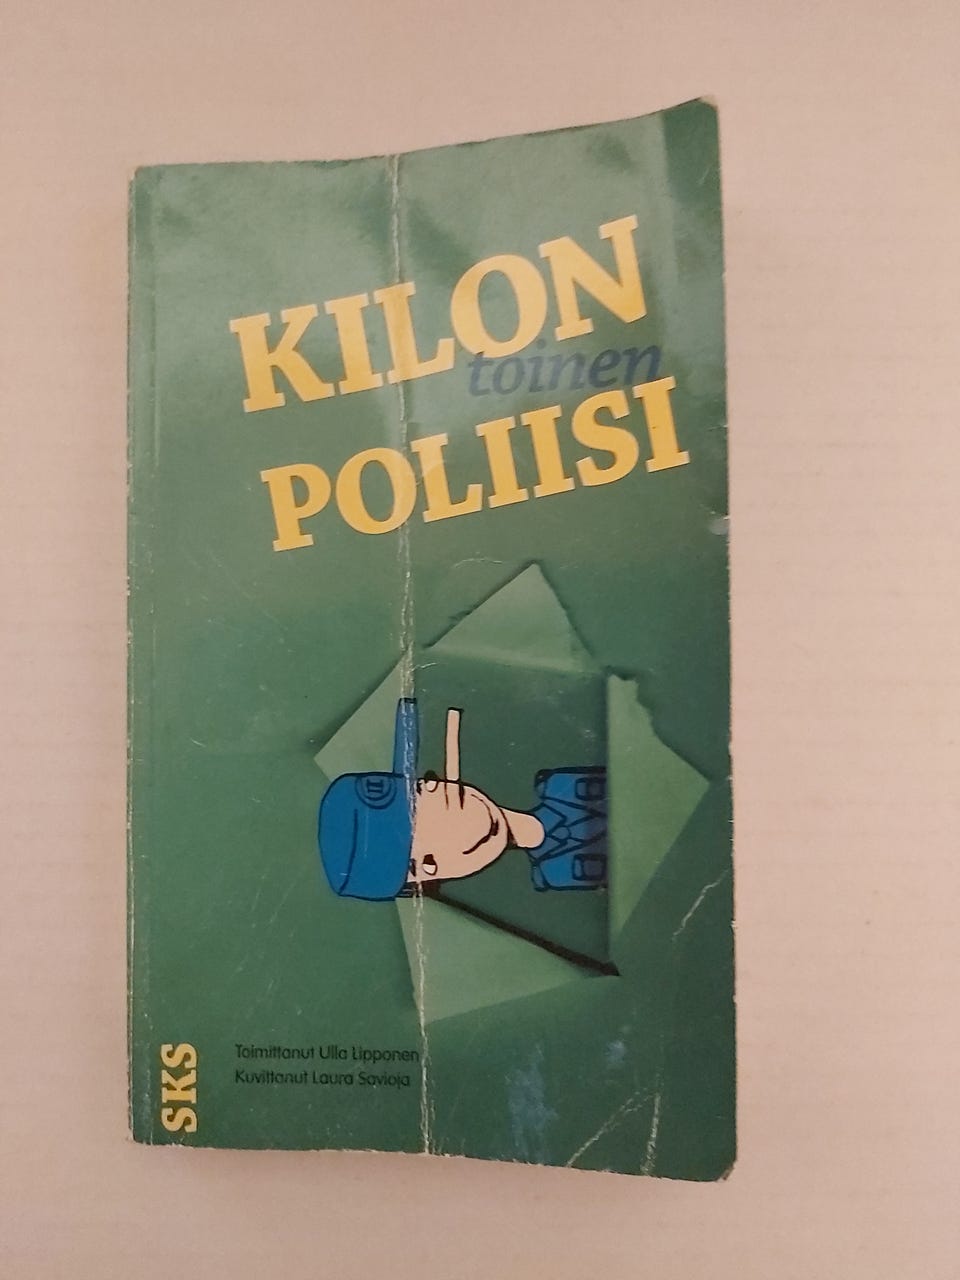 KILON
toinen
POLIISI
Toimittanut Ulla Lipponen
Kuvittanut Laura Savioja
SKS